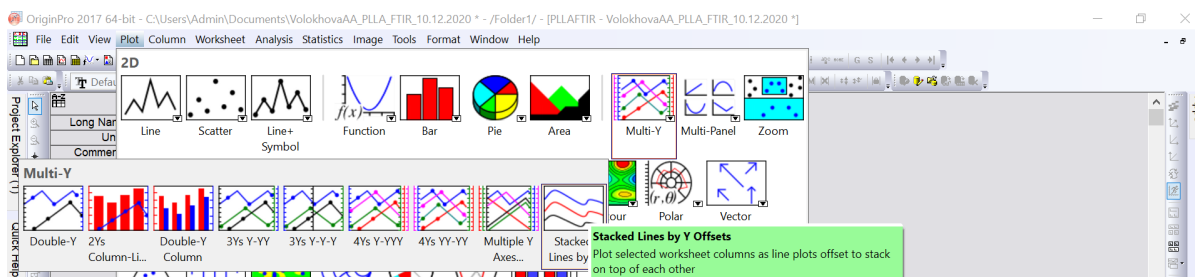 OriginPro 2017 64-bit - C:\Users\Admin\Documents\VolokhovaAA_PLLA_FTIR_10.12.2020 * - /Folder1/ - [PLLAFTIR - VolokhovaAA_PLLA_FTIR_10.12.2020 *]
File Edit View Plot Column Worksheet Analysis Statistics Image Tools Format Window Help
2D
Line Scatter Line+ Symbol Function Bar Pie Area Multi-Y Multi-Panel Zoom
Project Explorer (1)
Quick Help
Defau
Long Nar
Un
Commer
f(x)
Multi-Y
(r,θ)
our Polar Vector
Double-Y 2Ys Column-Li... Double-Y Column 3Ys Y-YY 3Ys Y-Y-Y 4Ys Y-YYY 4Ys YY-YY Multiple Y Axes... Stacked Lines by
Stacked Lines by Y Offsets
Plot selected worksheet columns as line plots offset to stack
on top of each other